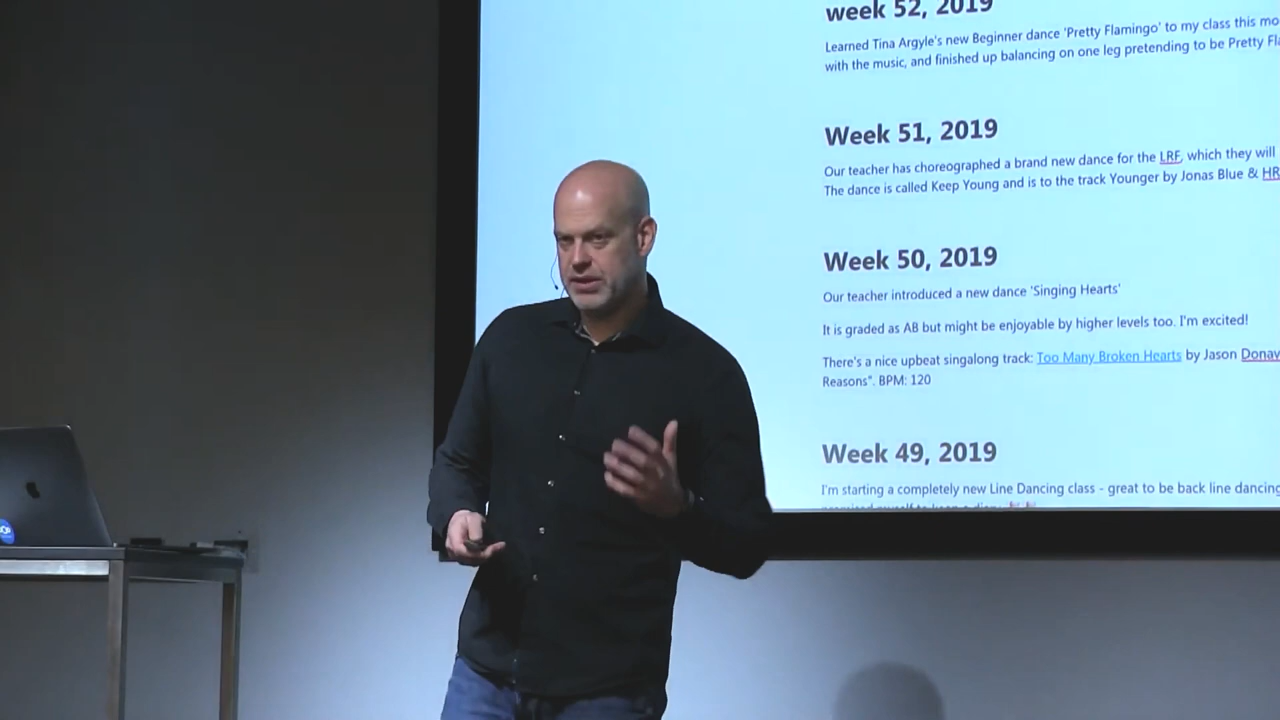 week 52, 2019
Learned Tina Argyle's new Beginner dance 'Pretty Flamingo' to my class this mo
with the music, and finished up balancing on one leg pretending to be Pretty Fl
Week 51, 2019
Our teacher has choreographed a brand new dance for the LRF, which they will
The dance is called Keep Young and is to the track Younger by Jonas Blue & HR
Week 50, 2019
Our teacher introduced a new dance 'Singing Hearts'
It is graded as AB but might be enjoyable by higher levels too. I'm excited!
There's a nice upbeat singalong track: Too Many Broken Hearts by Jason Donav
Reasons". BPM: 120
Week 49, 2019
I'm starting a completely new Line Dancing class - great to be back line dancing